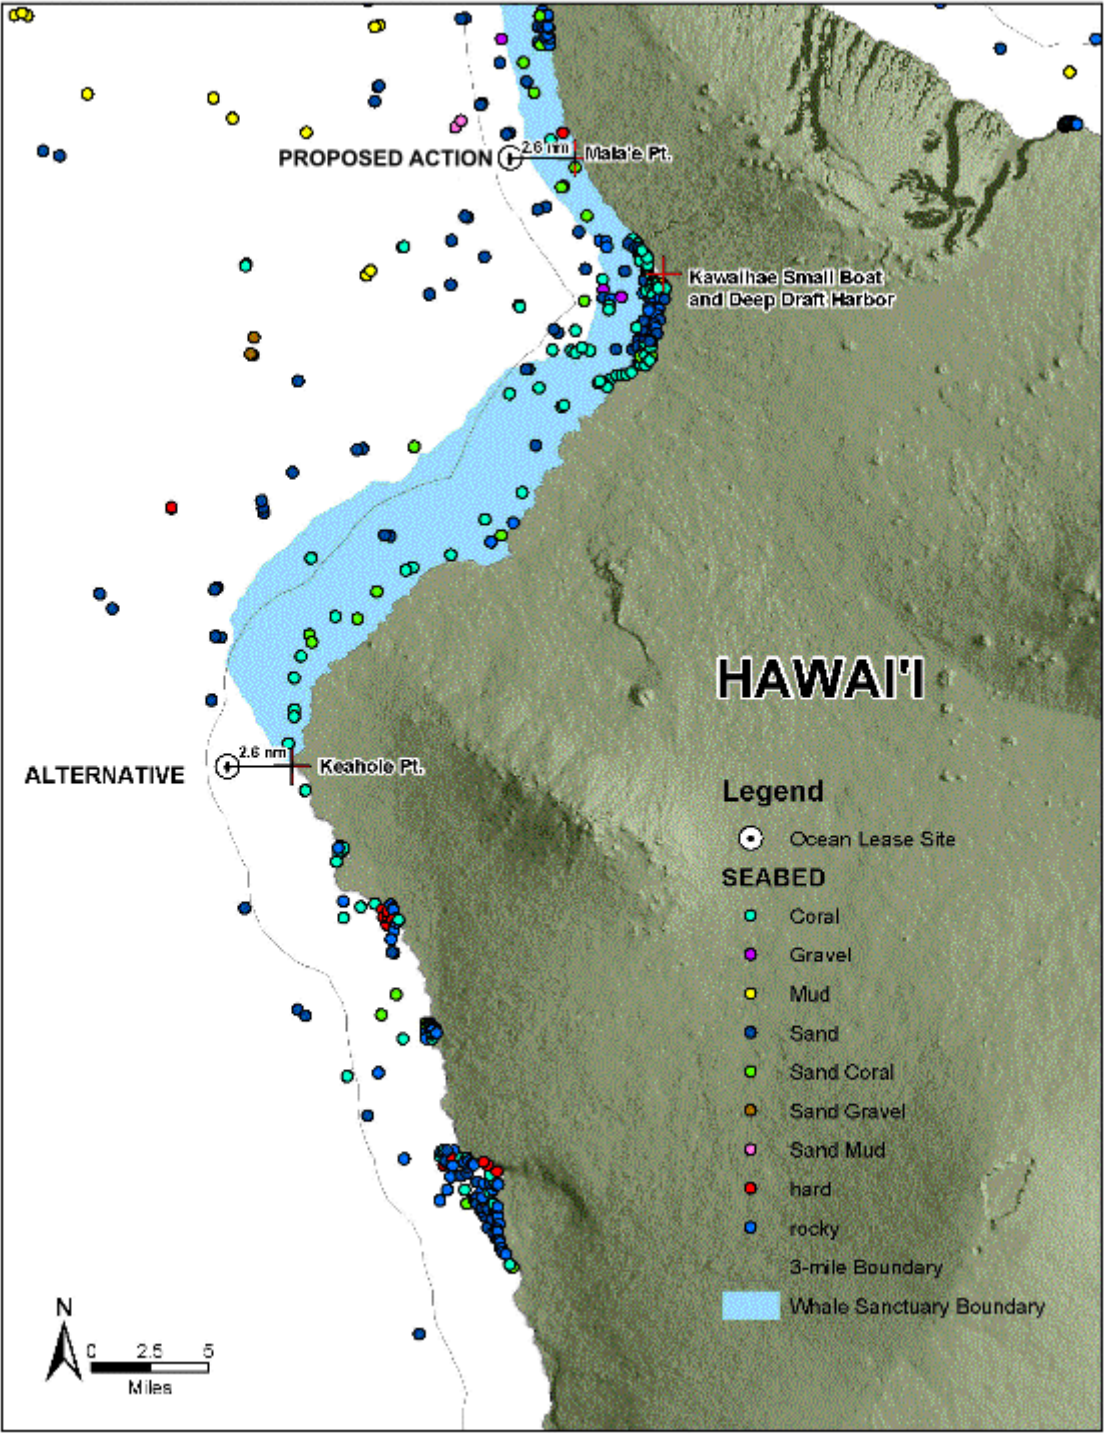 PROPOSED ACTION
2.6 nm
Mala'e Pt.
Kawaihae Small Boat
and Deep Draft Harbor
HAWAI'I
ALTERNATIVE
2.6 nm
Keahole Pt.
Legend
Ocean Lease Site
SEABED
Coral
Gravel
Mud
Sand
Sand Coral
Sand Gravel
Sand Mud
hard
rocky
3-mile Boundary
Whale Sanctuary Boundary
N
0 2.5 5
Miles